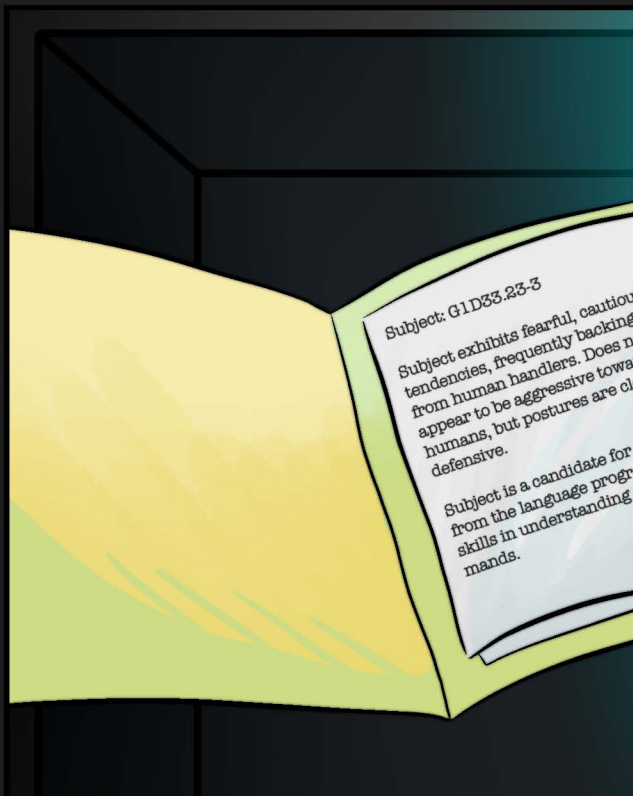 Subject: G1D33.23-3
Subject exhibits fearful, cautiou
tendencies, frequently backing
from human handlers. Does n
appear to be aggressive towa
humans, but postures are cl
defensive.
Subject is a candidate for
from the language progr
skills in understanding
mands.